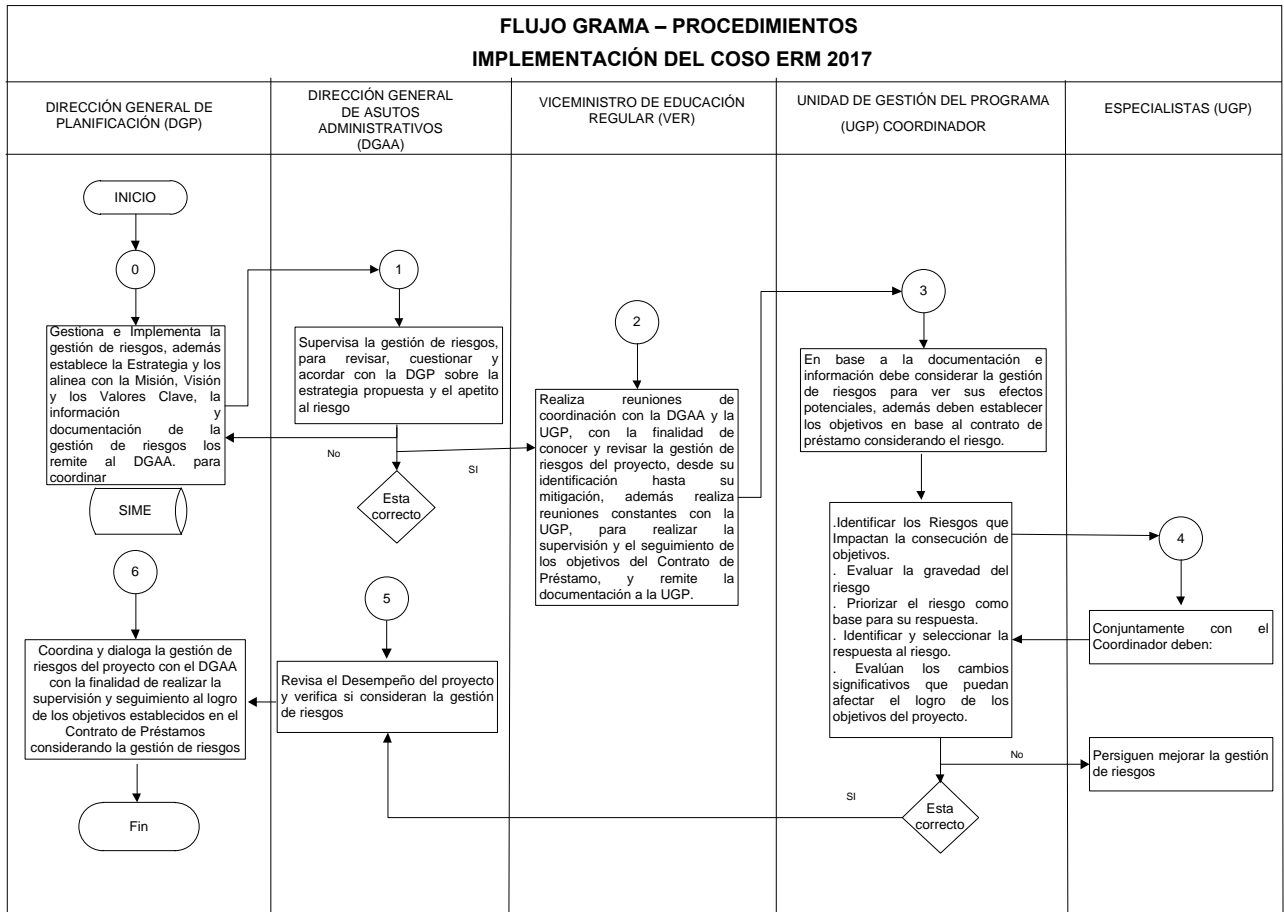 FLUJO GRAMA – PROCEDIMIENTOS
IMPLEMENTACIÓN DEL COSO ERM 2017
DIRECCIÓN GENERAL DE
PLANIFICACIÓN (DGP)
DIRECCIÓN GENERAL
DE ASUTOS
ADMINISTRATIVOS
(DGAA)
VICEMINISTRO DE EDUCACIÓN
REGULAR (VER)
UNIDAD DE GESTIÓN DEL PROGRAMA
(UGP) COORDINADOR
ESPECIALISTAS (UGP)
INICIO
0
Gestiona e Implementa la
gestión de riesgos, además
establece la Estrategia y los
alinea con la Misión, Visión
y los Valores Clave, la
información y
documentación de la
gestión de riesgos los
remite al DGAA. para
coordinar
SIME
6
Coordina y dialoga la gestión de
riesgos del proyecto con el DGAA
con la finalidad de realizar la
supervisión y seguimiento al logro
de los objetivos establecidos en el
Contrato de Préstamos
considerando la gestión de riesgos
Fin
1
Supervisa la gestión de riesgos,
para revisar, cuestionar y
acordar con la DGP sobre la
estrategia propuesta y el apetito
al riesgo
No
SI
Esta
correcto
5
Revisa el Desempeño del proyecto
y verifica si consideran la gestión
de riesgos
2
Realiza reuniones de
coordinación con la DGAA y la
UGP, con la finalidad de
conocer y revisar la gestión de
riesgos del proyecto, desde su
identificación hasta su
mitigación, además realiza
reuniones constantes con la
UGP, para realizar la
supervisión y el seguimiento de
los objetivos del Contrato de
Préstamo, y remite la
documentación a la UGP.
3
En base a la documentación e
información debe considerar la gestión
de riesgos para ver sus efectos
potenciales, además deben establecer
los objetivos en base al contrato de
préstamo considerando el riesgo.
.Identificar los Riesgos que
Impactan la consecución de
objetivos.
. Evaluar la gravedad del
riesgo
. Priorizar el riesgo como
base para su respuesta.
. Identificar y seleccionar la
respuesta al riesgo.
. Evalúan los cambios
significativos que puedan
afectar el logro de los
objetivos del proyecto.
No
SI
Esta
correcto
4
Conjuntamente con el
Coordinador deben:
Persiguen mejorar la gestión
de riesgos